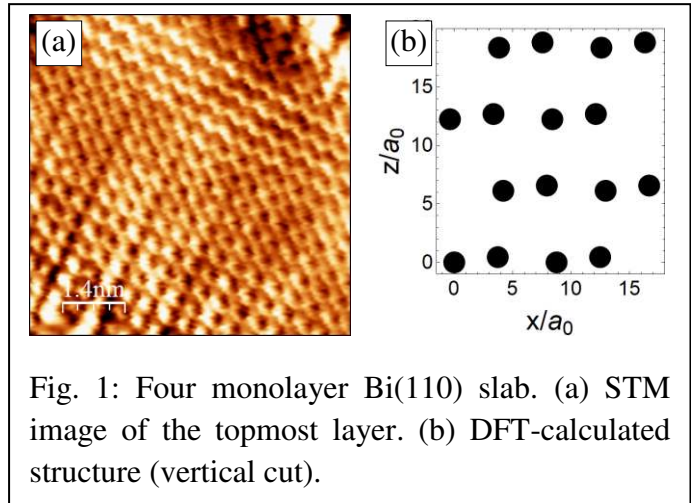 (a)
1.4nm
(b)
15
10
5
0
z/a0
0 5 10 15
x/a0
Fig. 1: Four monolayer Bi(110) slab. (a) STM
image of the topmost layer. (b) DFT-calculated
structure (vertical cut).